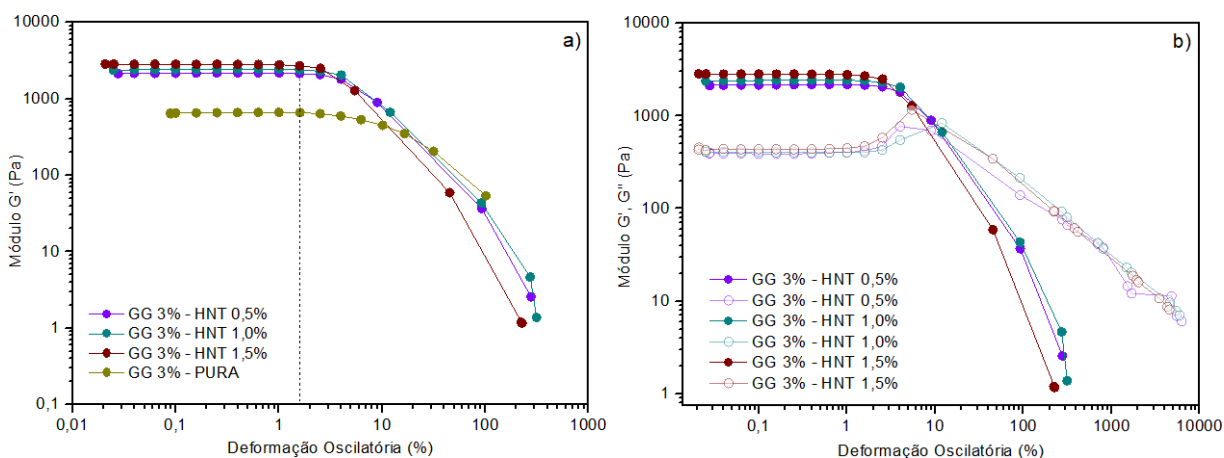 a)
10000
1000
100
10
1
0,1
Módulo G' (Pa)
GG 3% - HNT 0,5%
GG 3% - HNT 1,0%
GG 3% - HNT 1,5%
GG 3% - PURA
0,01
0,1
1
10
100
1000
Deformação Oscilatória (%)
b)
10000
1000
100
10
1
Módulo G', G'' (Pa)
GG 3% - HNT 0,5%
GG 3% - HNT 0,5%
GG 3% - HNT 1,0%
GG 3% - HNT 1,0%
GG 3% - HNT 1,5%
GG 3% - HNT 1,5%
0,1
1
10
100
1000
10000
Deformação Oscilatória (%)